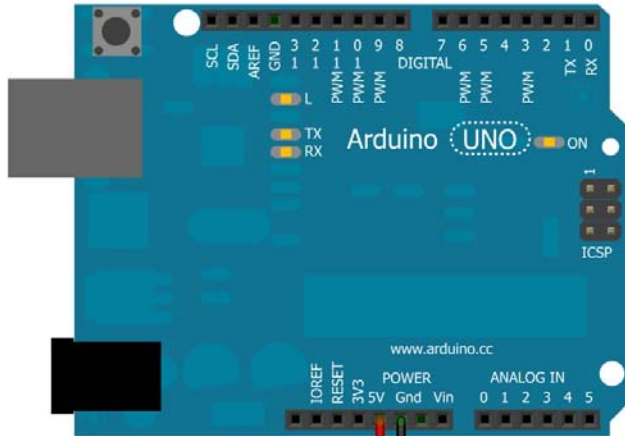 SCL
SDA
AREF
GND
13
12
11
10
9
8
DIGITAL
7
6
5
4
3
2
1
0
PWM
PWM
PWM
PWM
PWM
PWM
TX
RX
L
TX
RX
Arduino UNO
ON
1
ICSP
www.arduino.cc
POWER
ANALOG IN
IOREF
RESET
3V3
5V Gnd Vin
0 1 2 3 4 5